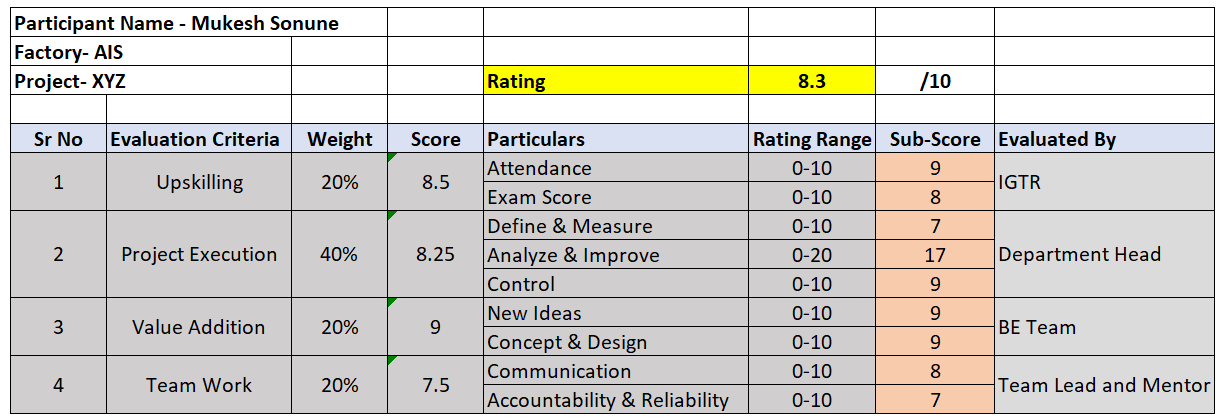 Participant Name - Mukesh Sonune
Factory- AIS
Project- XYZ Rating 8.3 /10
Sr No Evaluation Criteria Weight Score Particulars Rating Range Sub-Score Evaluated By
1 Upskilling 20% 8.5 Attendance 0-10 9 IGTR
Exam Score 0-10 8
2 Project Execution 40% 8.25 Define & Measure 0-10 7 Department Head
Analyze & Improve 0-20 17
Control 0-10 9
3 Value Addition 20% 9 New Ideas 0-10 9 BE Team
Concept & Design 0-10 9
4 Team Work 20% 7.5 Communication 0-10 8 Team Lead and Mentor
Accountability & Reliability 0-10 7